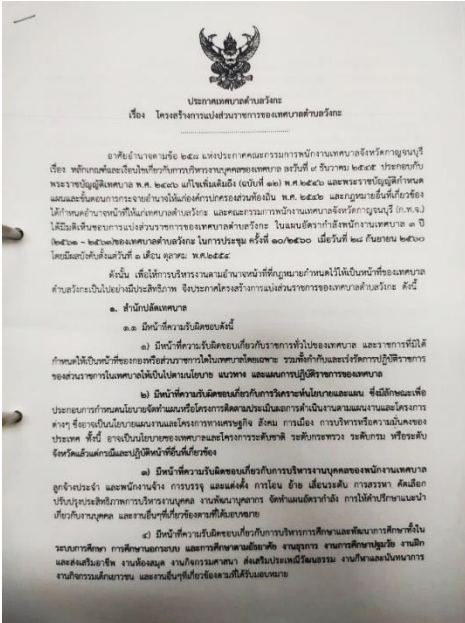 ประกาศเทศบาลตำบลวังกะ
เรื่อง โครงสร้างการแบ่งส่วนราชการของเทศบาลตำบลวังกะ
อาศัยอำนาจตามข้อ ๒๕๘ แห่งประกาศคณะกรรมการพนักงานเทศบาลจังหวัดกาญจนบุรี
เรื่อง หลักเกณฑ์และเงื่อนไขเกี่ยวกับการบริหารงานบุคคลของเทศบาล ลงวันที่ ๙ ธันวาคม ๒๕๔๕ ประกอบกับ
พระราชบัญญัติเทศบาล พ.ศ. ๒๔๙๖ แก้ไขเพิ่มเติมถึง (ฉบับที่ ๑๒) พ.ศ. ๒๕๔๖ และพระราชบัญญัติกำหนด
แผนและขั้นตอนการกระจายอำนาจให้แก่องค์กรปกครองส่วนท้องถิ่น พ.ศ. ๒๕๔๒ และกฎหมายอื่นที่เกี่ยวข้อง
ได้กำหนดอำนาจหน้าที่ให้แก่เทศบาลตำบลวังกะ และคณะกรรมการพนักงานเทศบาลจังหวัดกาญจนบุรี (ก.ท.จ.)
ได้มีมติเห็นชอบการแบ่งส่วนราชการของเทศบาลตำบลวังกะ ในแผนอัตรากำลังพนักงานเทศบาล ๓ ปี
(๒๕๖๑ - ๒๕๖๓)ของเทศบาลตำบลวังกะ ในการประชุม ครั้งที่ ๑๐/๒๕๖๐ เมื่อวันที่ ๒๘ กันยายน ๒๕๖๐
โดยมีผลบังคับตั้งแต่วันที่ ๑ เดือน ตุลาคม พ.ศ.๒๕๕๔
ดังนั้น เพื่อให้การบริหารงานตามอำนาจหน้าที่ที่กฎหมายกำหนดไว้ให้เป็นหน้าที่ของเทศบาล
ตำบลวังกะเป็นไปอย่างมีประสิทธิภาพ จึงประกาศโครงสร้างการแบ่งส่วนราชการของเทศบาลตำบลวังกะ ดังนี้
๑. สำนักปลัดเทศบาล
๑.๑ มีหน้าที่ความรับผิดชอบดังนี้
๑) มีหน้าที่ความรับผิดชอบเกี่ยวกับราชการทั่วไปของเทศบาล และราชการที่มิได้
กำหนดให้เป็นหน้าที่ของกองหรือส่วนราชการใดในเทศบาลโดยเฉพาะ รวมทั้งกำกับและเร่งรัดการปฏิบัติราชการ
ของส่วนราชการในเทศบาลให้เป็นไปตามนโยบาย แนวทาง และแผนการปฏิบัติราชการของเทศบาล
๒) มีหน้าที่ความรับผิดชอบเกี่ยวกับการวิเคราะห์นโยบายและแผน ซึ่งมีลักษณะเพื่อ
ประกอบการกำหนดนโยบายจัดทำแผนหรือโครงการติดตามประเมินผลการดำเนินงานตามแผนงานและโครงการ
ต่างๆ ซึ่งอาจเป็นนโยบายแผนงานและโครงการทางเศรษฐกิจ สังคม การเมือง การบริหารหรือความมั่นคงของ
ประเทศ ทั้งนี้ อาจเป็นนโยบายของเทศบาลและโครงการระดับชาติ ระดับกระทรวง ระดับกรม หรือระดับ
จังหวัดแล้วแต่กรณีและปฏิบัติหน้าที่อื่นที่เกี่ยวข้อง
๓) มีหน้าที่ความรับผิดชอบเกี่ยวกับการบริหารงานบุคคลของพนักงานเทศบาล
ลูกจ้างประจำ และพนักงานจ้าง การบรรจุ และแต่งตั้ง การโอน ย้าย เลื่อนระดับ การสรรหา คัดเลือก
ปรับปรุงประสิทธิภาพการบริหารงานบุคคล งานพัฒนาบุคลากร จัดทำแผนอัตรากำลัง การให้คำปรึกษาแนะนำ
เกี่ยวกับงานบุคคล และงานอื่นๆที่เกี่ยวข้องตามที่ได้มอบหมาย
๔) มีหน้าที่ความรับผิดชอบเกี่ยวกับการบริหารการศึกษาและพัฒนาการศึกษาทั้งใน
ระบบการศึกษา การศึกษานอกระบบ และการศึกษาตามอัธยาศัย งานธุรการ งานการศึกษาปฐมวัย งานฝึก
และส่งเสริมอาชีพ งานห้องสมุด งานกิจกรรมศาสนา ส่งเสริมประเพณีวัฒนธรรม งานกีฬาและนันทนาการ
งานกิจกรรมเด็กเยาวชน และงานอื่นๆที่เกี่ยวข้องตามที่ได้รับมอบหมาย